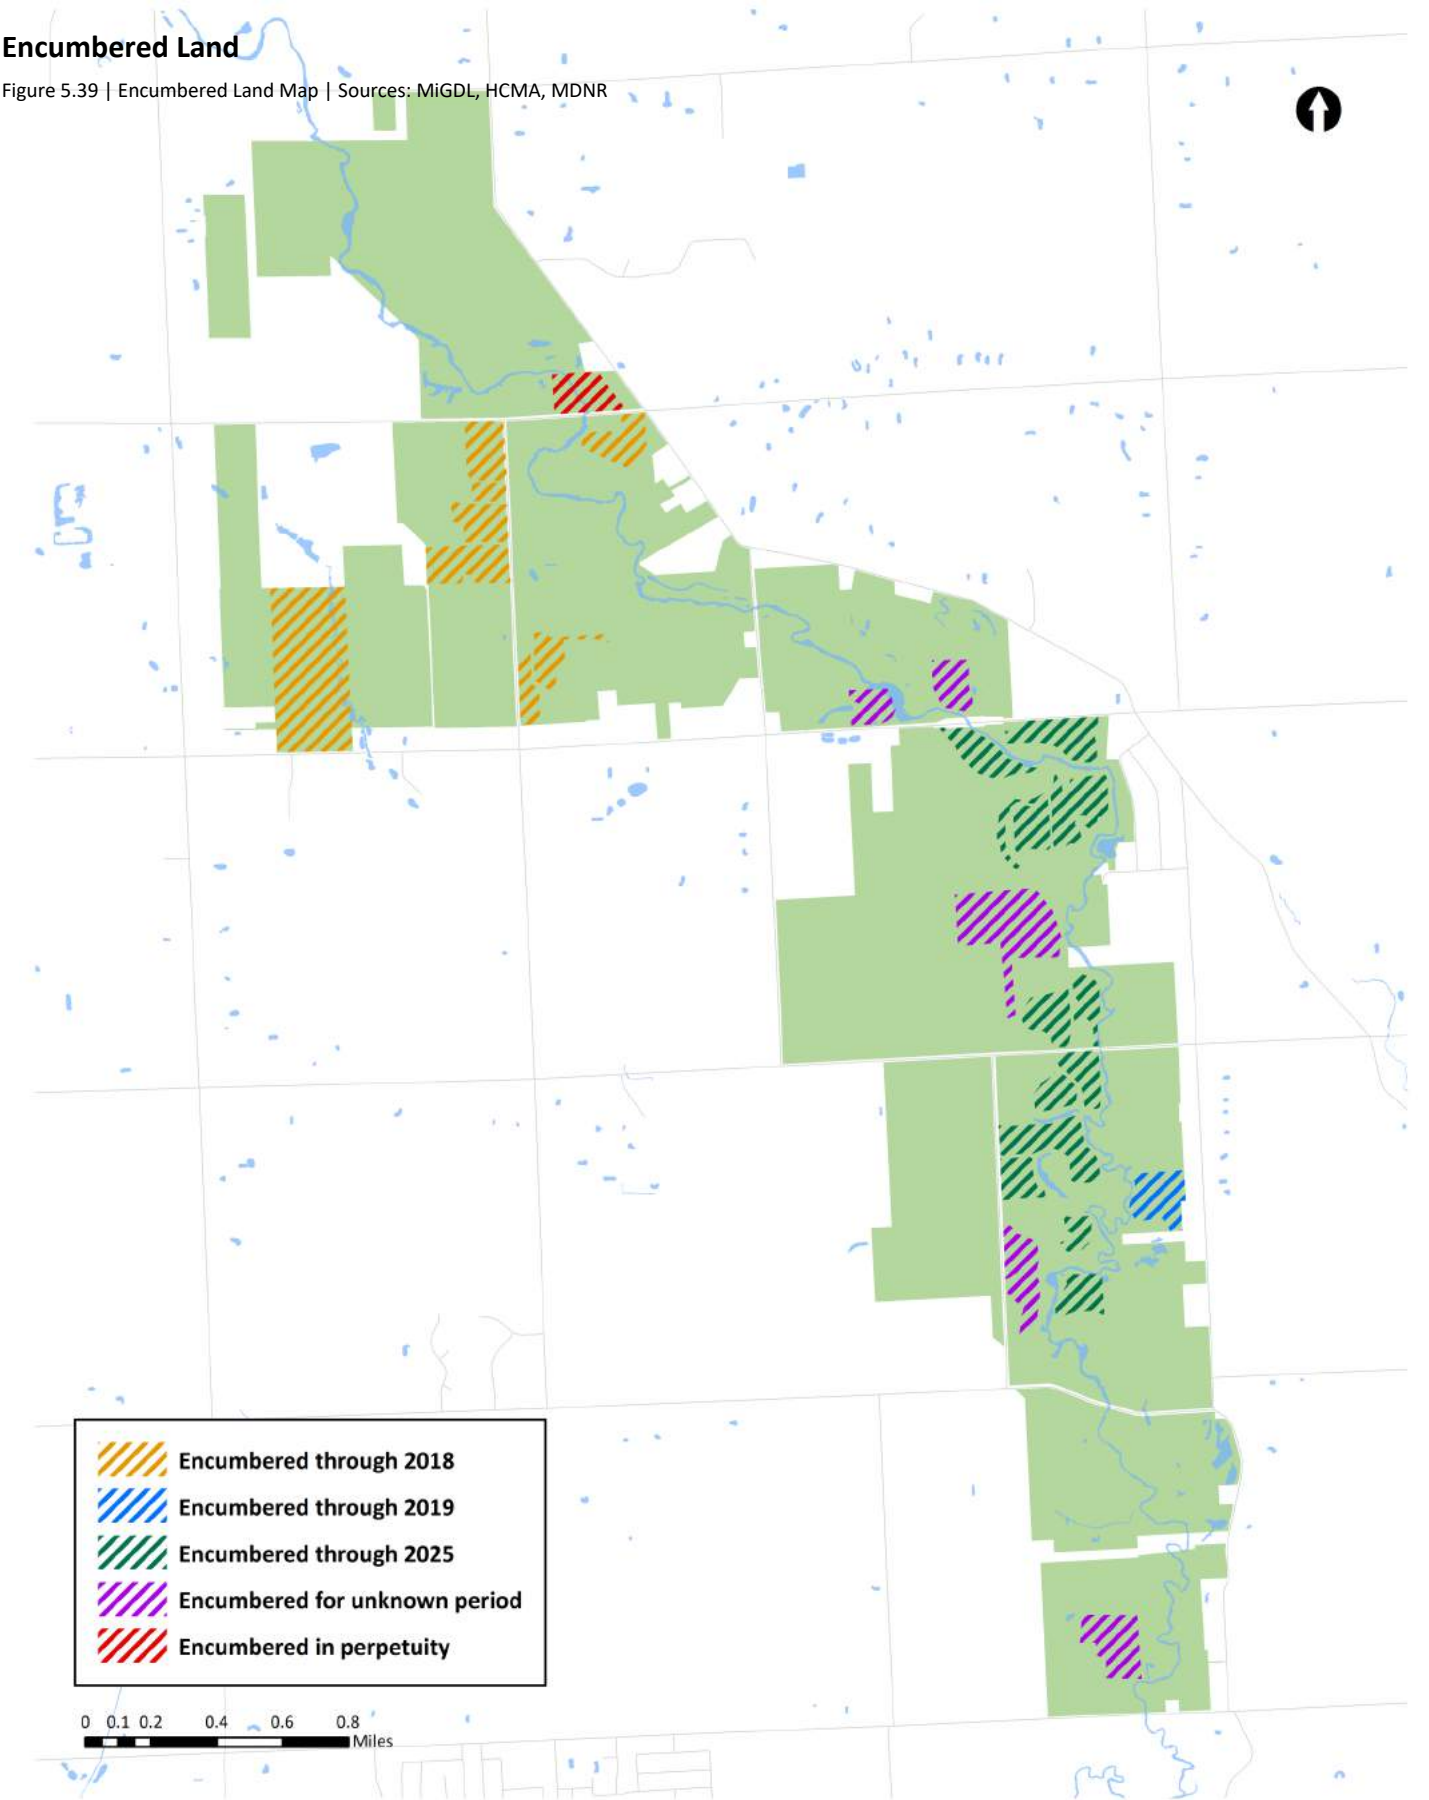 Encumbered Land
Figure 5.39 | Encumbered Land Map | Sources: MiGDL, HCMA, MDNR
Encumbered through 2018
Encumbered through 2019
Encumbered through 2025
Encumbered for unknown period
Encumbered in perpetuity
0 0.1 0.2 0.4 0.6 0.8
Miles